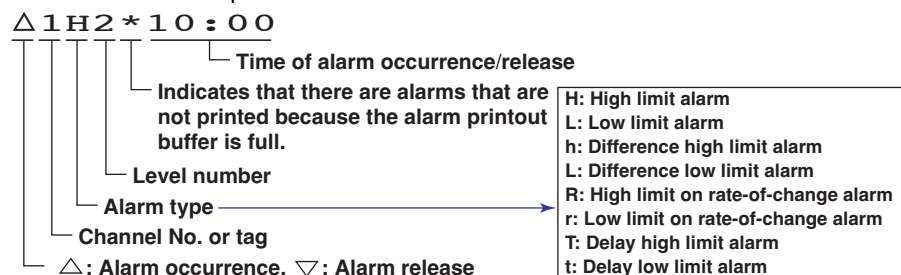 △1H2*10:00
Time of alarm occurrence/release
Indicates that there are alarms that are
not printed because the alarm printout
buffer is full.
Level number
Alarm type
Channel No. or tag
△: Alarm occurrence, ▽: Alarm release
H: High limit alarm
L: Low limit alarm
h: Difference high limit alarm
L: Difference low limit alarm
R: High limit on rate-of-change alarm
r: Low limit on rate-of-change alarm
T: Delay high limit alarm
t: Delay low limit alarm